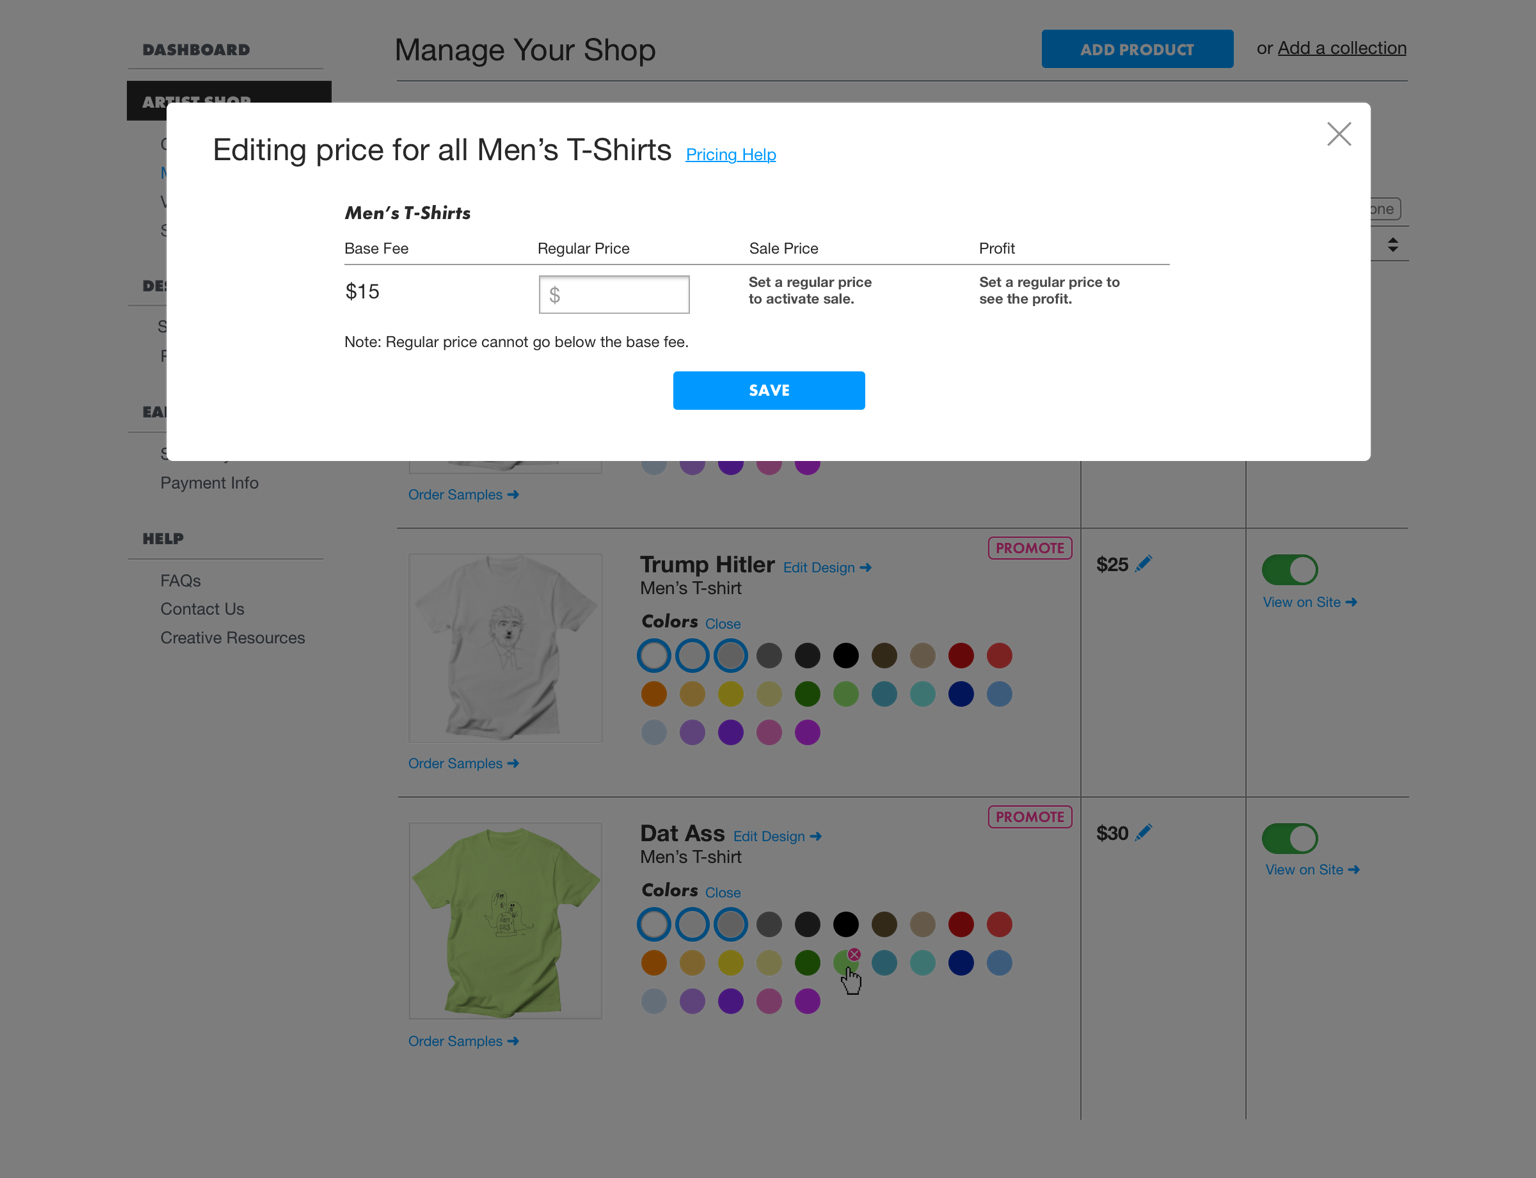 DASHBOARD
Manage Your Shop
ADD PRODUCT
or Add a collection
ARTIST SHOP
Editing price for all Men’s T-Shirts
Pricing Help
Men’s T-Shirts
Base Fee
Regular Price
Sale Price
Profit
$15
$
Set a regular price
to activate sale.
Set a regular price to
see the profit.
Note: Regular price cannot go below the base fee.
SAVE
Payment Info
Order Samples
HELP
FAQs
Contact Us
Creative Resources
Trump Hitler
Edit Design
PROMOTE
$25
Men’s T-shirt
View on Site
Colors
Close
Order Samples
Dat Ass
Edit Design
PROMOTE
$30
Men’s T-shirt
View on Site
Colors
Close
Order Samples